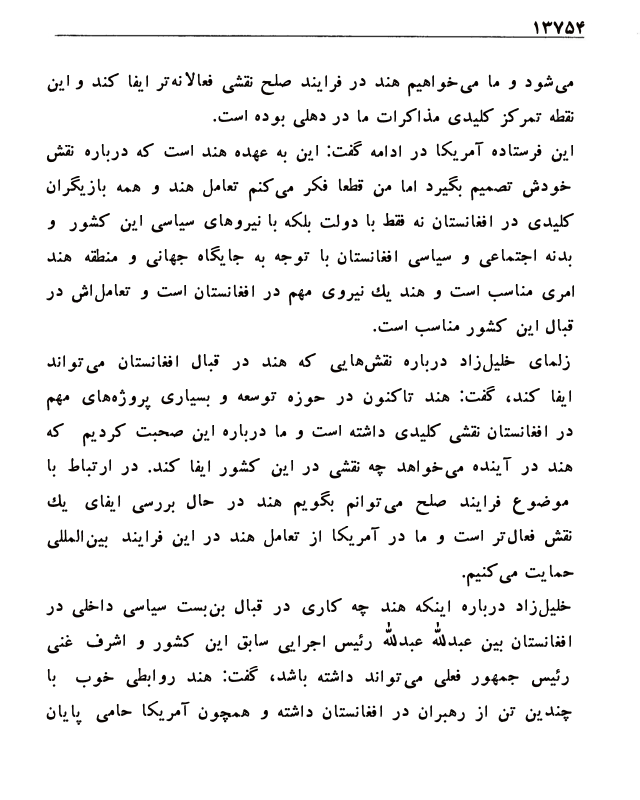 ۱۳۷۵۴
می‌شود و ما می‌خواهیم هند در فرایند صلح نقشی فعالانه‌تر ایفا کند و این
نقطه تمرکز کلیدی مذاکرات ما در دهلی بوده است.
این فرستاده آمریکا در ادامه گفت: این به عهده هند است که درباره نقش
خودش تصمیم بگیرد اما من قطعا فکر می‌کنم تعامل هند و همه بازیگران
کلیدی در افغانستان نه فقط با دولت بلکه با نیروهای سیاسی این کشور و
بدنه اجتماعی و سیاسی افغانستان با توجه به جایگاه جهانی و منطقه هند
امری مناسب است و هند یك نیروی مهم در افغانستان است و تعامل‌اش در
قبال این کشور مناسب است.
زلمای خلیل‌زاد درباره نقش‌هایی که هند در قبال افغانستان می‌تواند
ایفا کند، گفت: هند تاکنون در حوزه توسعه و بسیاری پروژه‌های مهم
در افغانستان نقشی کلیدی داشته است و ما درباره این صحبت کردیم که
هند در آینده می‌خواهد چه نقشی در این کشور ایفا کند. در ارتباط با
موضوع فرایند صلح می‌توانم بگویم هند در حال بررسی ایفای یك
نقش فعال‌تر است و ما در آمریکا از تعامل هند در این فرایند بین‌المللی
حمایت می‌کنیم.
خلیل‌زاد درباره اینکه هند چه کاری در قبال بن‌بست سیاسی داخلی در
افغانستان بین عبدالله عبدالله رئیس اجرایی سابق این کشور و اشرف غنی
رئیس جمهور فعلی می‌تواند داشته باشد، گفت: هند روابطی خوب با
چندین تن از رهبران در افغانستان داشته و همچون آمریکا حامی پایان